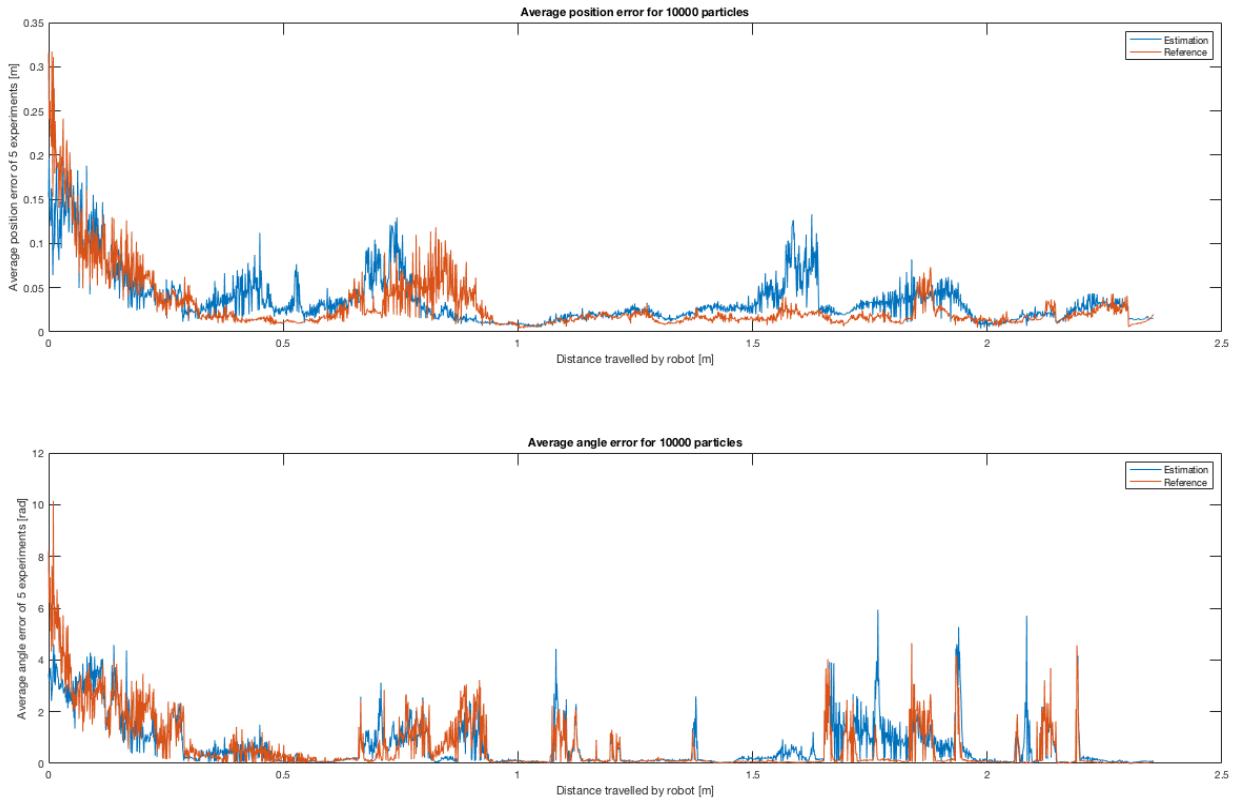 Average position error for 10000 particles
Average position error of 5 experiments [m]
0.35
0.3
0.25
0.2
0.15
0.1
0.05
0
Estimation
Reference
0 0.5 1 1.5 2 2.5
Distance travelled by robot [m]
Average angle error for 10000 particles
Average angle error of 5 experiments [rad]
12
10
8
6
4
2
0
Estimation
Reference
0 0.5 1 1.5 2 2.5
Distance travelled by robot [m]